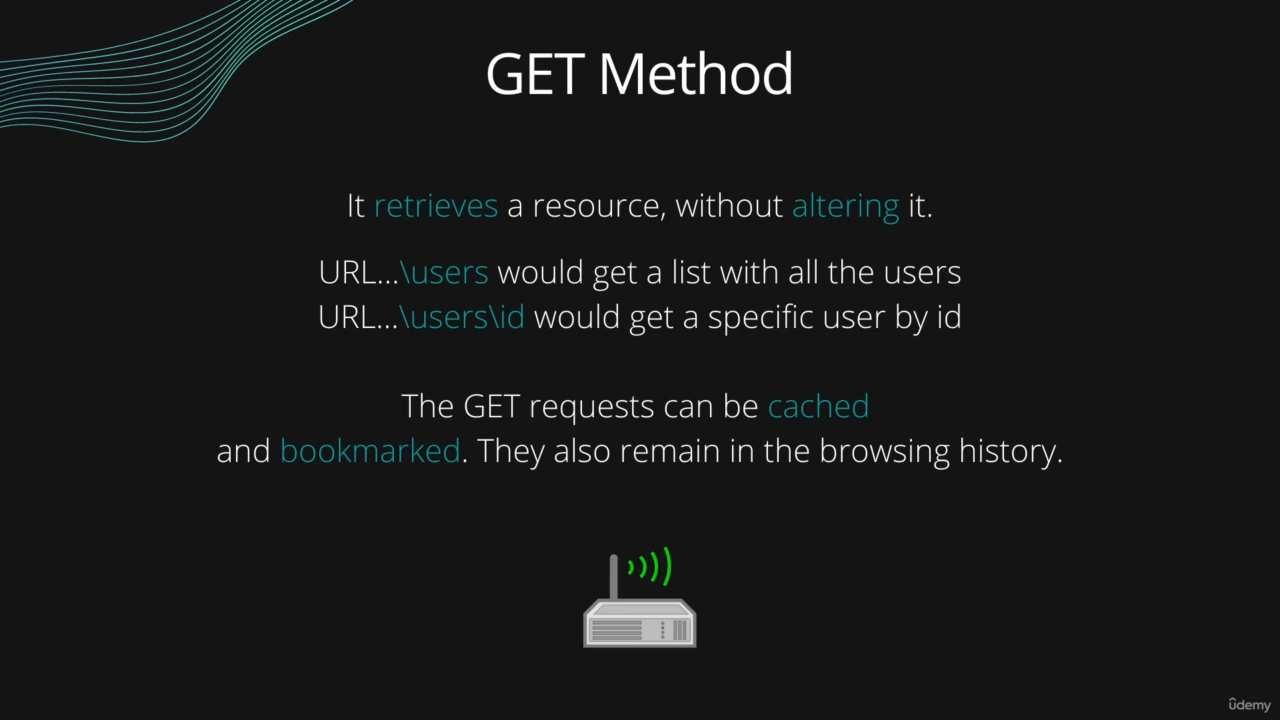 GET Method
It retrieves a resource, without altering it.
URL...\users would get a list with all the users
URL...\users\id would get a specific user by id
The GET requests can be cached
and bookmarked. They also remain in the browsing history.
ûdemy